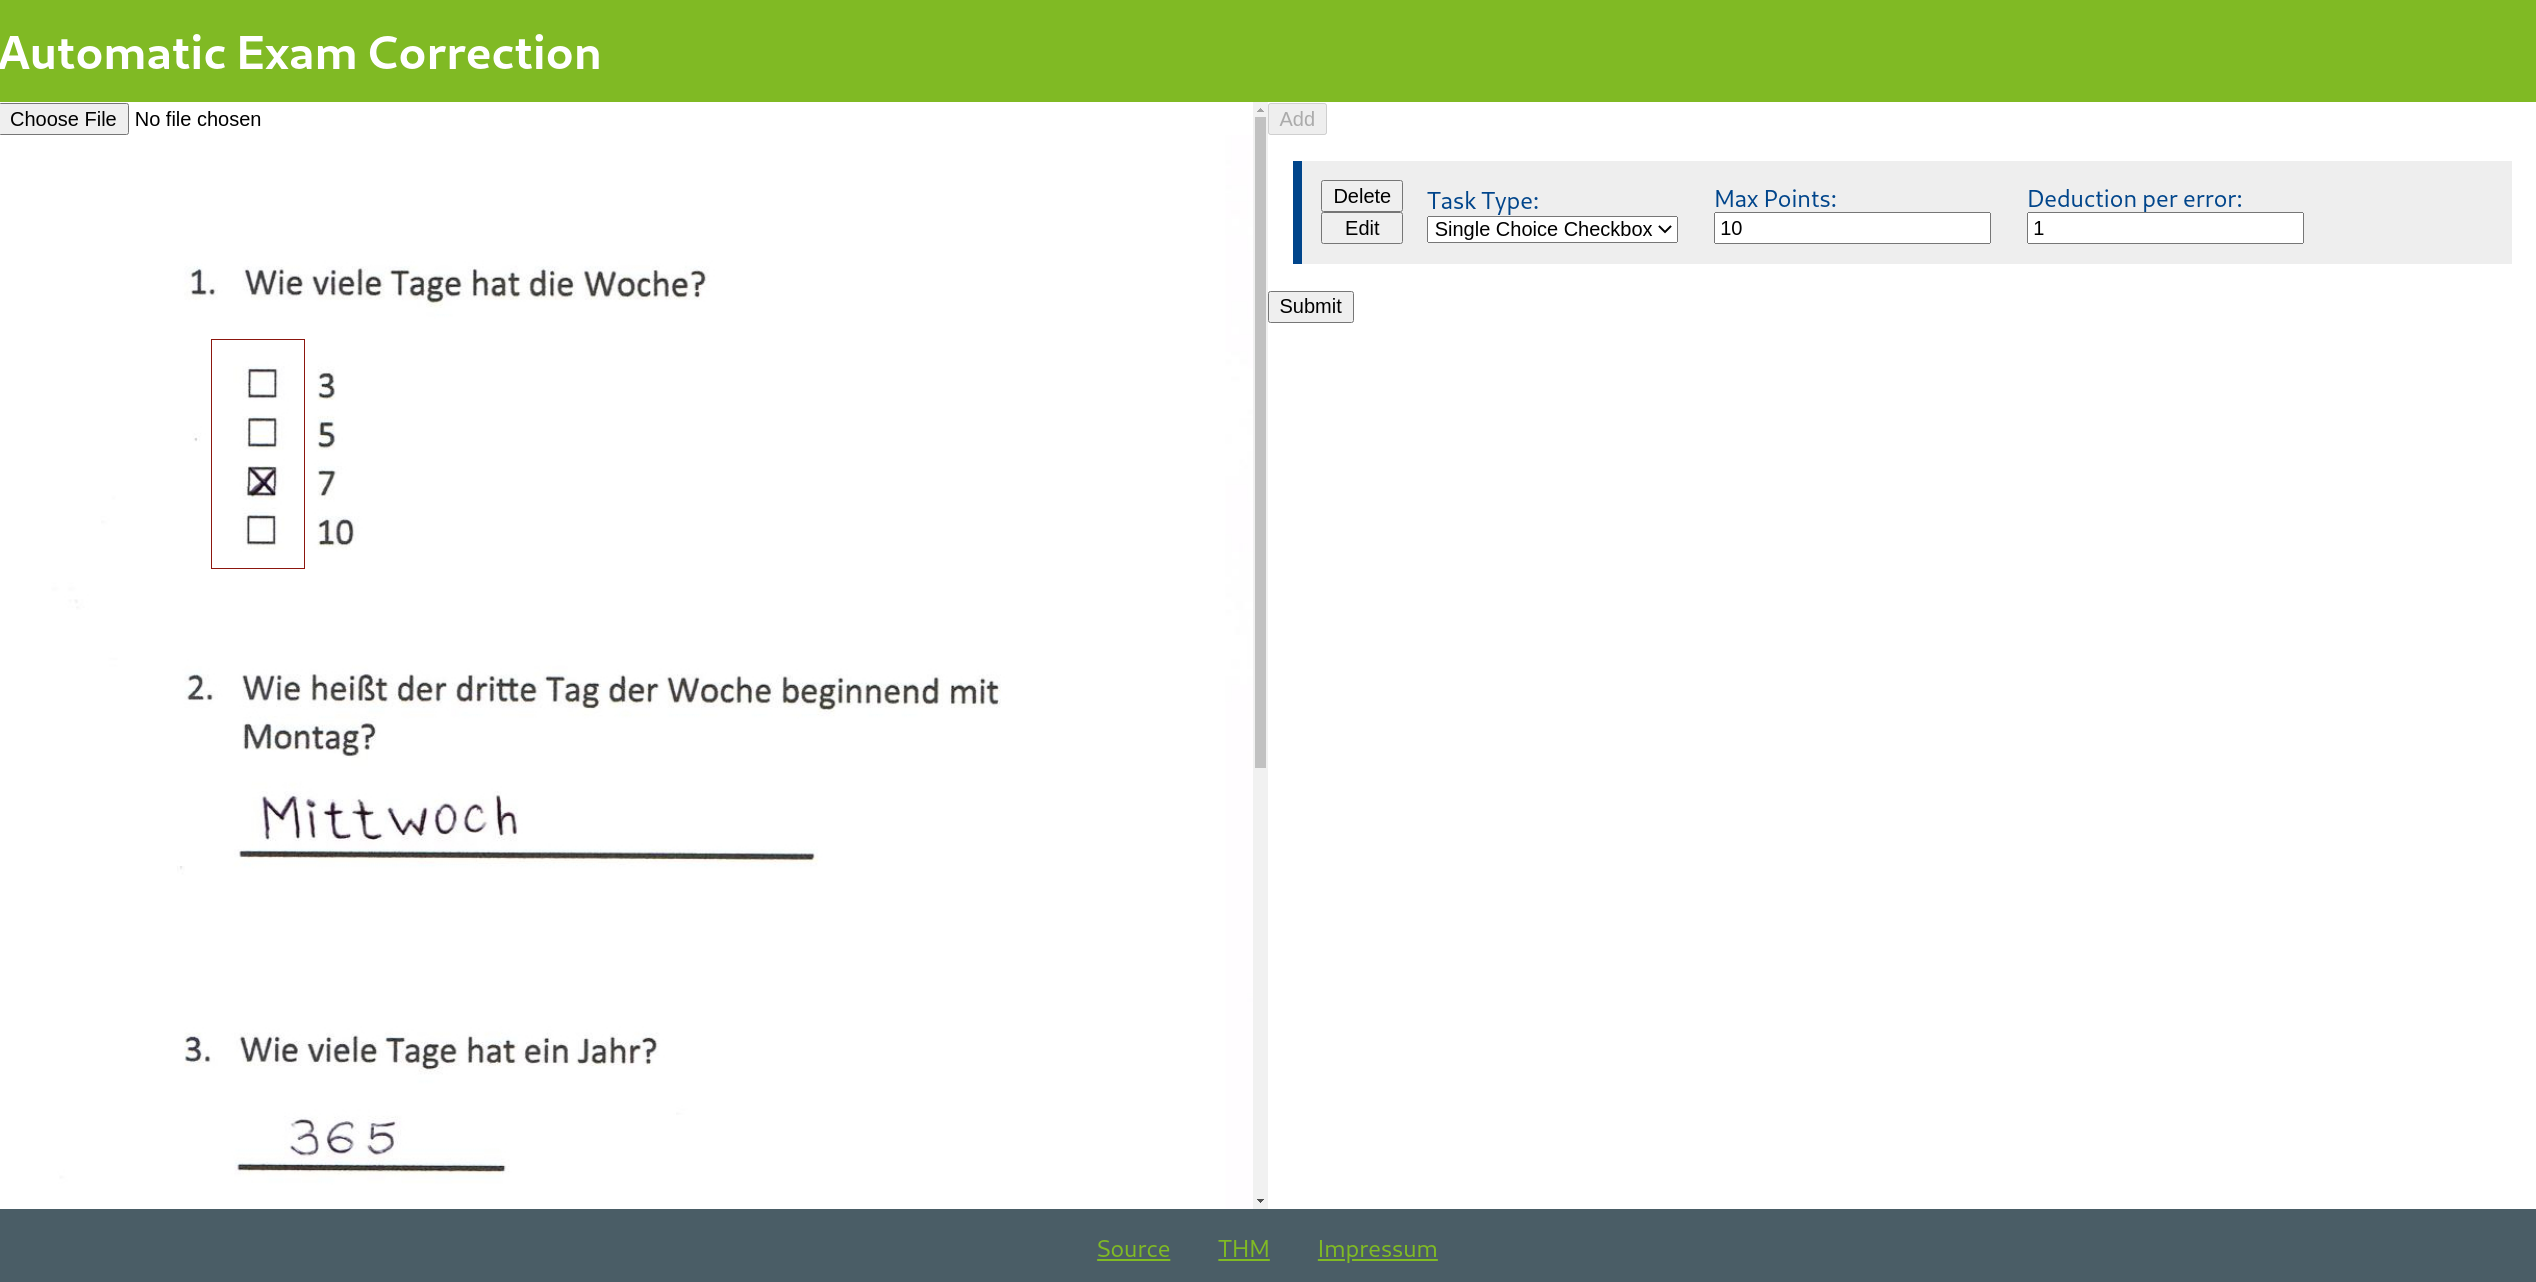 Automatic Exam Correction
Choose File No file chosen
1. Wie viele Tage hat die Woche?
3
5
7
10
2. Wie heißt der dritte Tag der Woche beginnend mit
Montag?
Mittwoch
3. Wie viele Tage hat ein Jahr?
365
Add
Delete
Edit
Task Type:
Single Choice Checkbox
Max Points:
10
Deduction per error:
1
Submit
Source THM Impressum